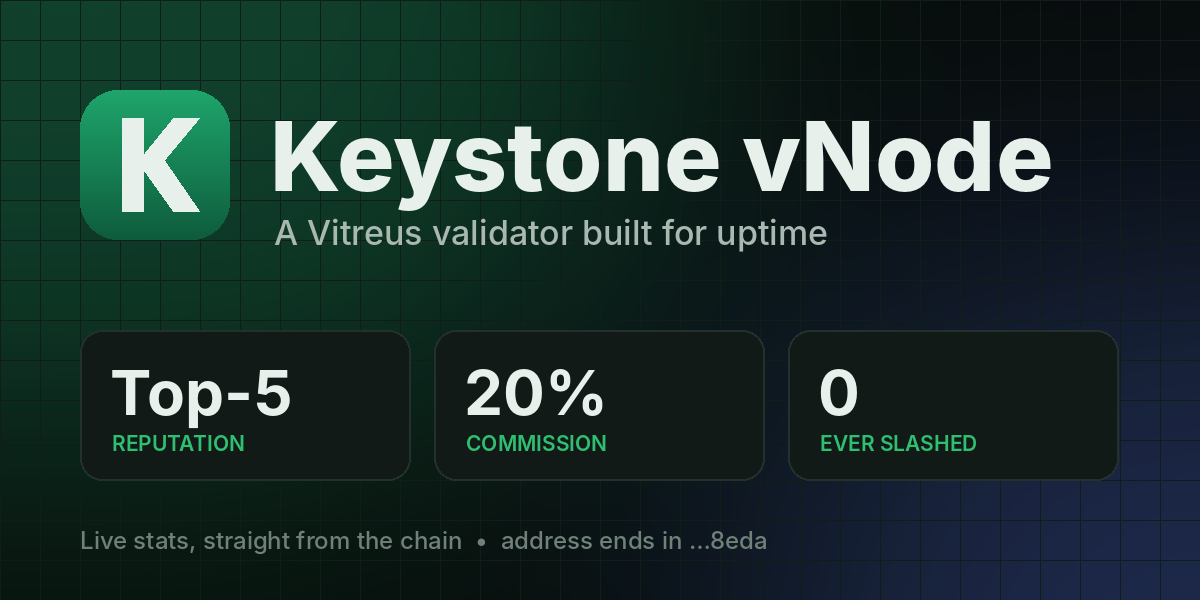 K
Keystone vNode
A Vitreus validator built for uptime
Top-5
REPUTATION
20%
COMMISSION
0
EVER SLASHED
Live stats, straight from the chain • address ends in ...8eda